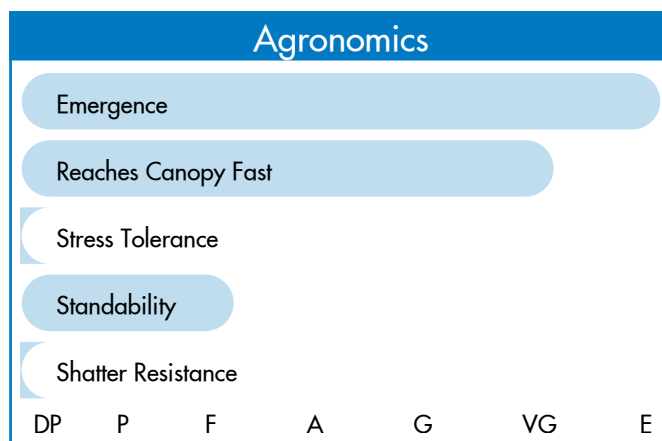 Agronomics
Emergence
Reaches Canopy Fast
Stress Tolerance
Standability
Shatter Resistance
DP P F A G VG E